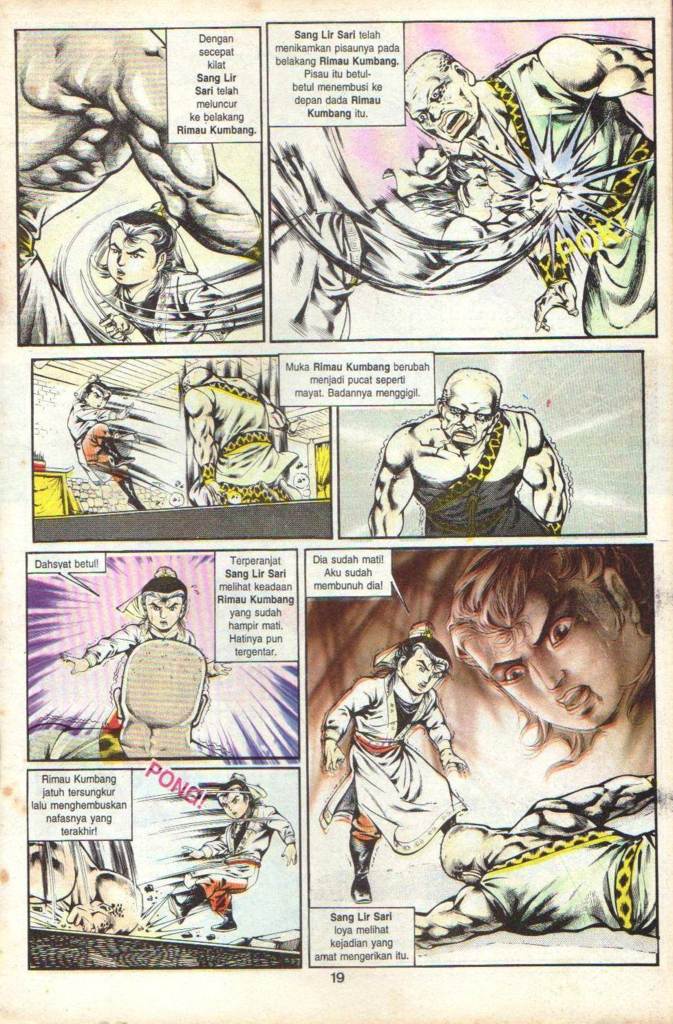 Dengan
secepat
kilat
Sang Lir
Sari telah
meluncur
ke belakang
Rimau Kumbang.
Sang Lir Sari telah
menikamkan pisaunya pada
belakang Rimau Kumbang.
Pisau itu betul-
betul menembusi ke
depan dada Rimau
Kumbang itu.
PONG!
Muka Rimau Kumbang berubah
menjadi pucat seperti
mayat. Badannya menggigil.
Dahsyat betul!
Terperanjat
Sang Lir Sari
melihat keadaan
Rimau Kumbang
yang sudah
hampir mati.
Hatinya pun
tergentar.
Dia sudah mati!
Aku sudah
membunuh dia!
Rimau Kumbang
jatuh tersungkur
lalu menghembuskan
nafasnya yang
terakhir!
PONG!
Sang Lir Sari
loya melihat
kejadian yang
amat mengerikan itu.
19